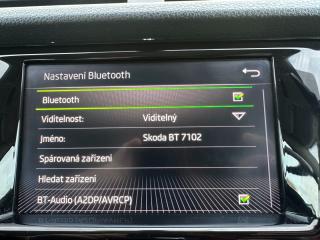 Nastavení Bluetooth
Bluetooth
Viditelnost: Viditelný
Jméno: Skoda BT 7102
Spárovaná zařízení
Hledat zařízení
BT-Audio (A2DP/AVRCP)